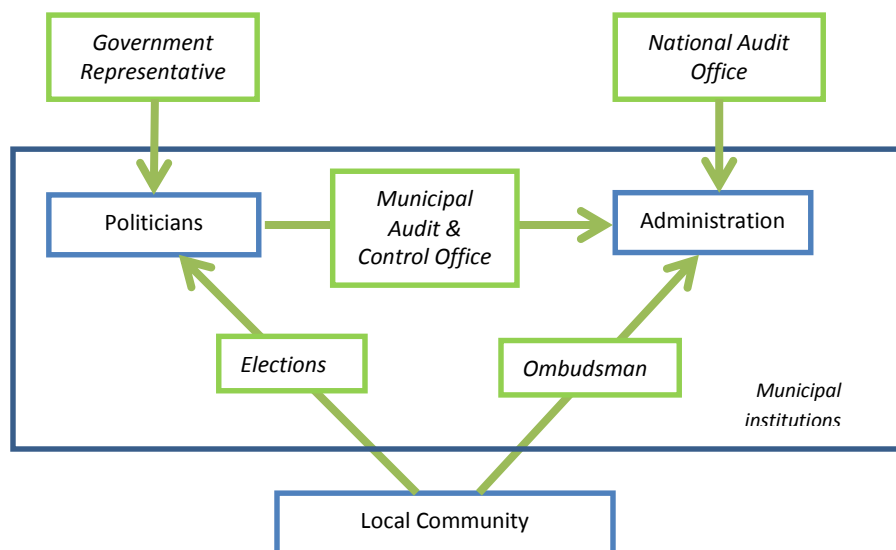 Government
Representative
National Audit
Office
Politicians
Municipal
Audit &
Control Office
Administration
Elections
Ombudsman
Municipal
institutions
Local Community